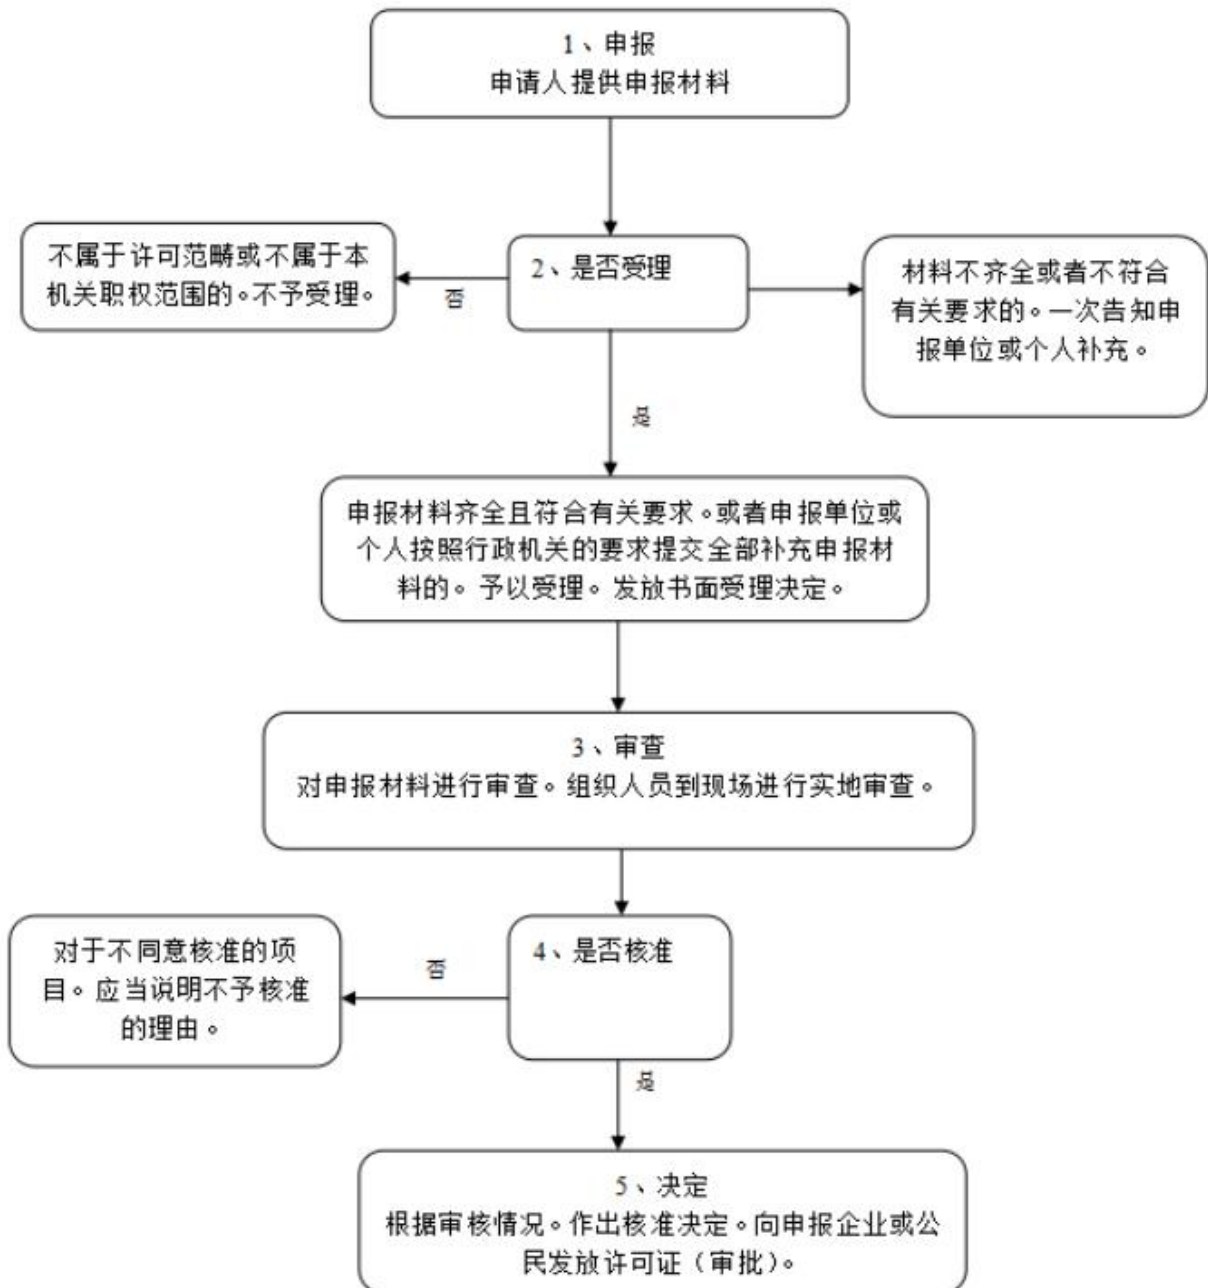 1、申报
申请人提供申报材料
不属于许可范畴或不属于本
机关职权范围的。不予受理。
否
2、是否受理
材料不齐全或者不符合
有关要求的。一次告知申
报单位或个人补充。
是
申报材料齐全且符合有关要求。或者申报单位或
个人按照行政机关的要求提交全部补充申报材
料的。予以受理。发放书面受理决定。
3、审查
对申报材料进行审查。组织人员到现场进行实地审查。
对于不同意核准的项
目。应当说明不予核准
的理由。
否
4、是否核准
是
5、决定
根据审核情况。作出核准决定。向申报企业或公
民发放许可证（审批）。